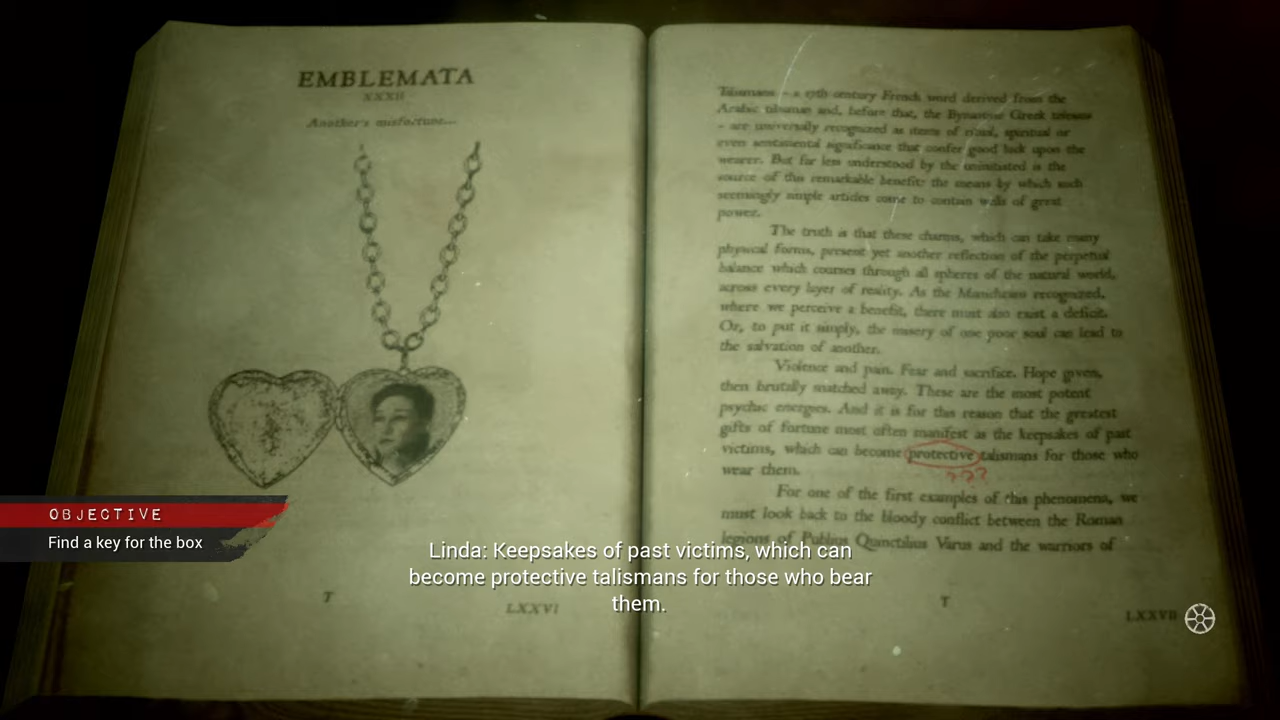 EMBLEMATA
XXXII
Another's misfortune...
Talismans – a 17th century French word derived from the
Arabic tilsaman and, before that, the Byzantine Greek
– are universally recognized as items of ritual, spiritual or
even sentimental significance that confer good luck upon the
wearer. But far less understood by the uninitiated is the
source of this remarkable benefit: the means by which such
seemingly simple articles come to contain wells of great
power.
The truth is that these charms, which can take many
physical forms, present yet another reflection of the perpetual
balance which courses through all spheres of the natural world,
across every layer of reality. As the Manicheans recognized,
where we perceive a benefit, there must also exist a deficit.
Or, to put it simply, the misery of one poor soul can lead to
the salvation of another.
Violence and pain. Fear and sacrifice. Hope given,
then brutally snatched away. These are the most potent
psychic energies. And it is for this reason that the greatest
gifts of fortune most often manifest as the keepsakes of past
victims, which can become protective talismans for those who
wear them.
???
For one of the first examples of this phenomena, we
must look back to the bloody conflict between the Roman
legions of Publius Quinctilius Varus and the warriors of
T
LXXVI
T
LXXVII
OBJECTIVE
Find a key for the box
Linda: Keepsakes of past victims, which can
become protective talismans for those who bear
them.